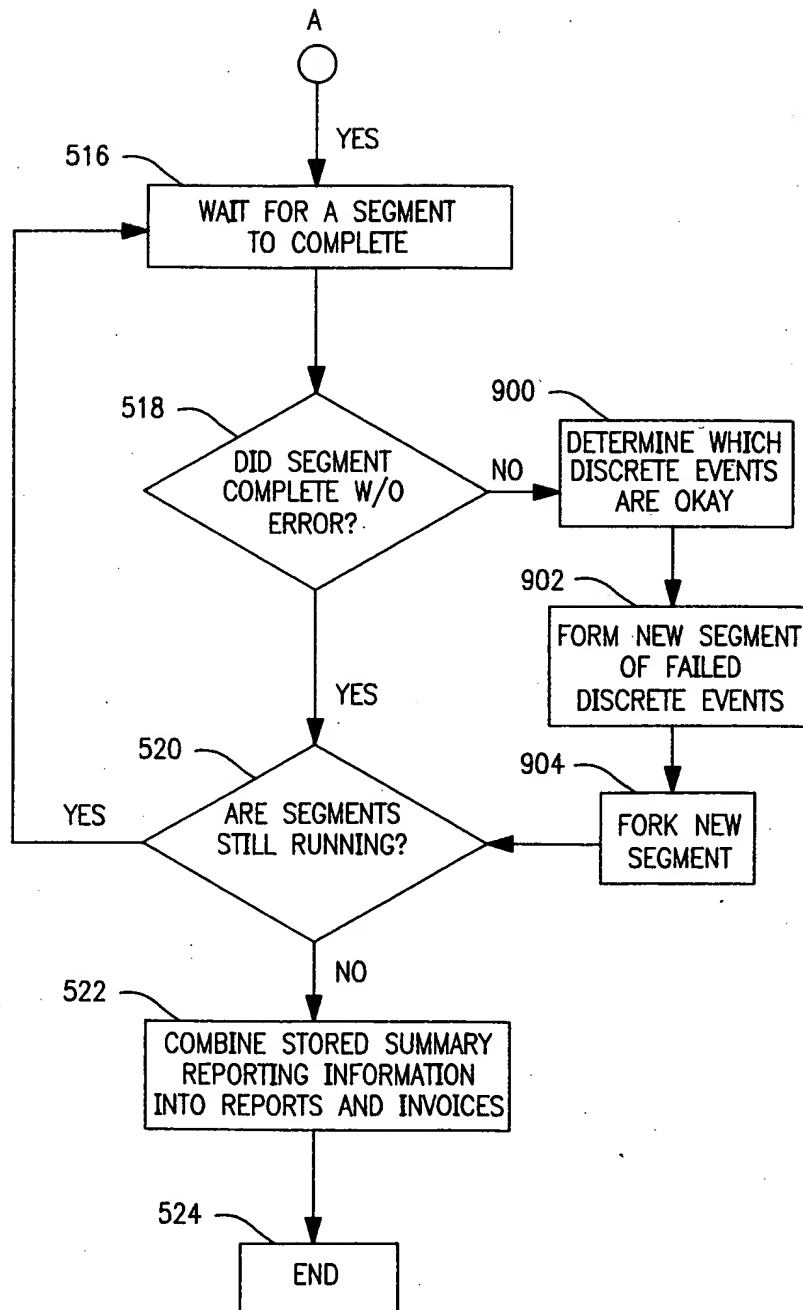 A
YES
516
WAIT FOR A SEGMENT
TO COMPLETE
518
DID SEGMENT
COMPLETE W/O
ERROR?
NO
900
DETERMINE WHICH
DISCRETE EVENTS
ARE OKAY
902
FORM NEW SEGMENT
OF FAILED
DISCRETE EVENTS
YES
904
FORK NEW
SEGMENT
520
ARE SEGMENTS
STILL RUNNING?
YES
NO
522
COMBINE STORED SUMMARY
REPORTING INFORMATION
INTO REPORTS AND INVOICES
524
END